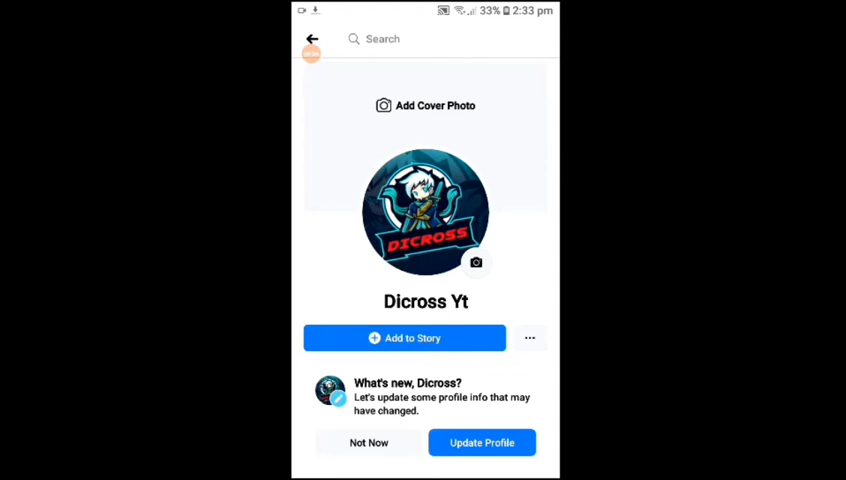 33% 2:33 pm
Search
Add Cover Photo
DICROSS
Dicross Yt
Add to Story
What's new, Dicross?
Let's update some profile info that may
have changed.
Not Now
Update Profile